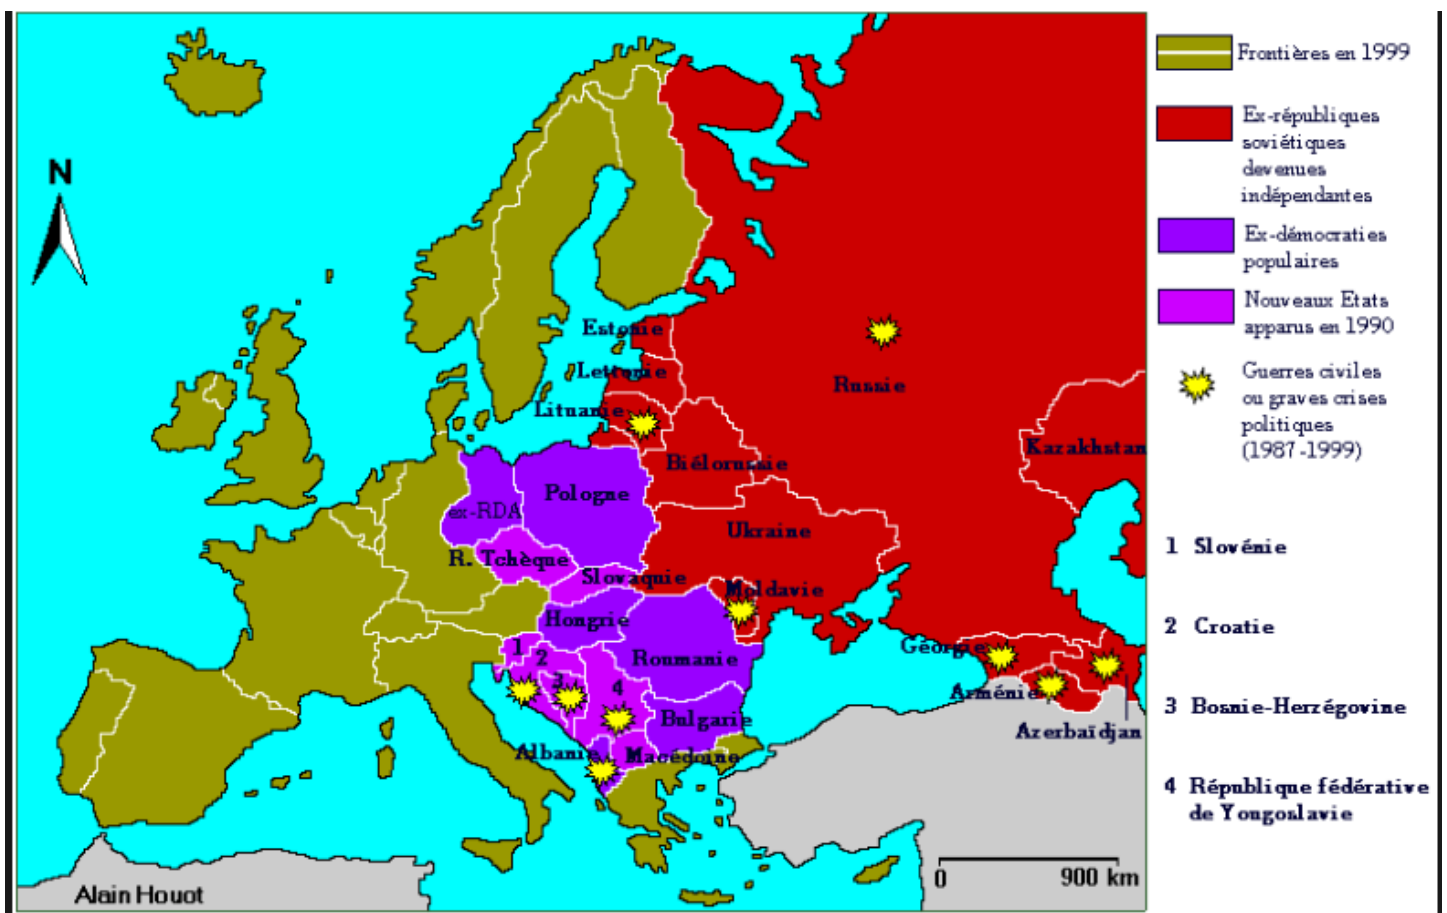 Frontières en 1999
Ex-républiques
soviétiques
devenues
indépendantes
Ex-démocraties
populaires
Nouveaux Etats
apparus en 1990
Guerres civiles
ou graves crises
politiques
(1987-1999)
1 Slovénie
2 Croatie
3 Bosnie-Herzégovine
4 République fédérative
de Yougoslavie
N
Estonie
Lettonie
Lituanie
Russie
Biélorussie
Kazakhstan
Pologne
ex-RDA
Ukraine
R. Tchèque
Slovaquie
Moldavie
Hongrie
Roumanie
Géorgie
1
2
3
4
Arménie
Bulgarie
Azerbaïdjan
Albanie
Macédoine
0 900 km
Alain Houot